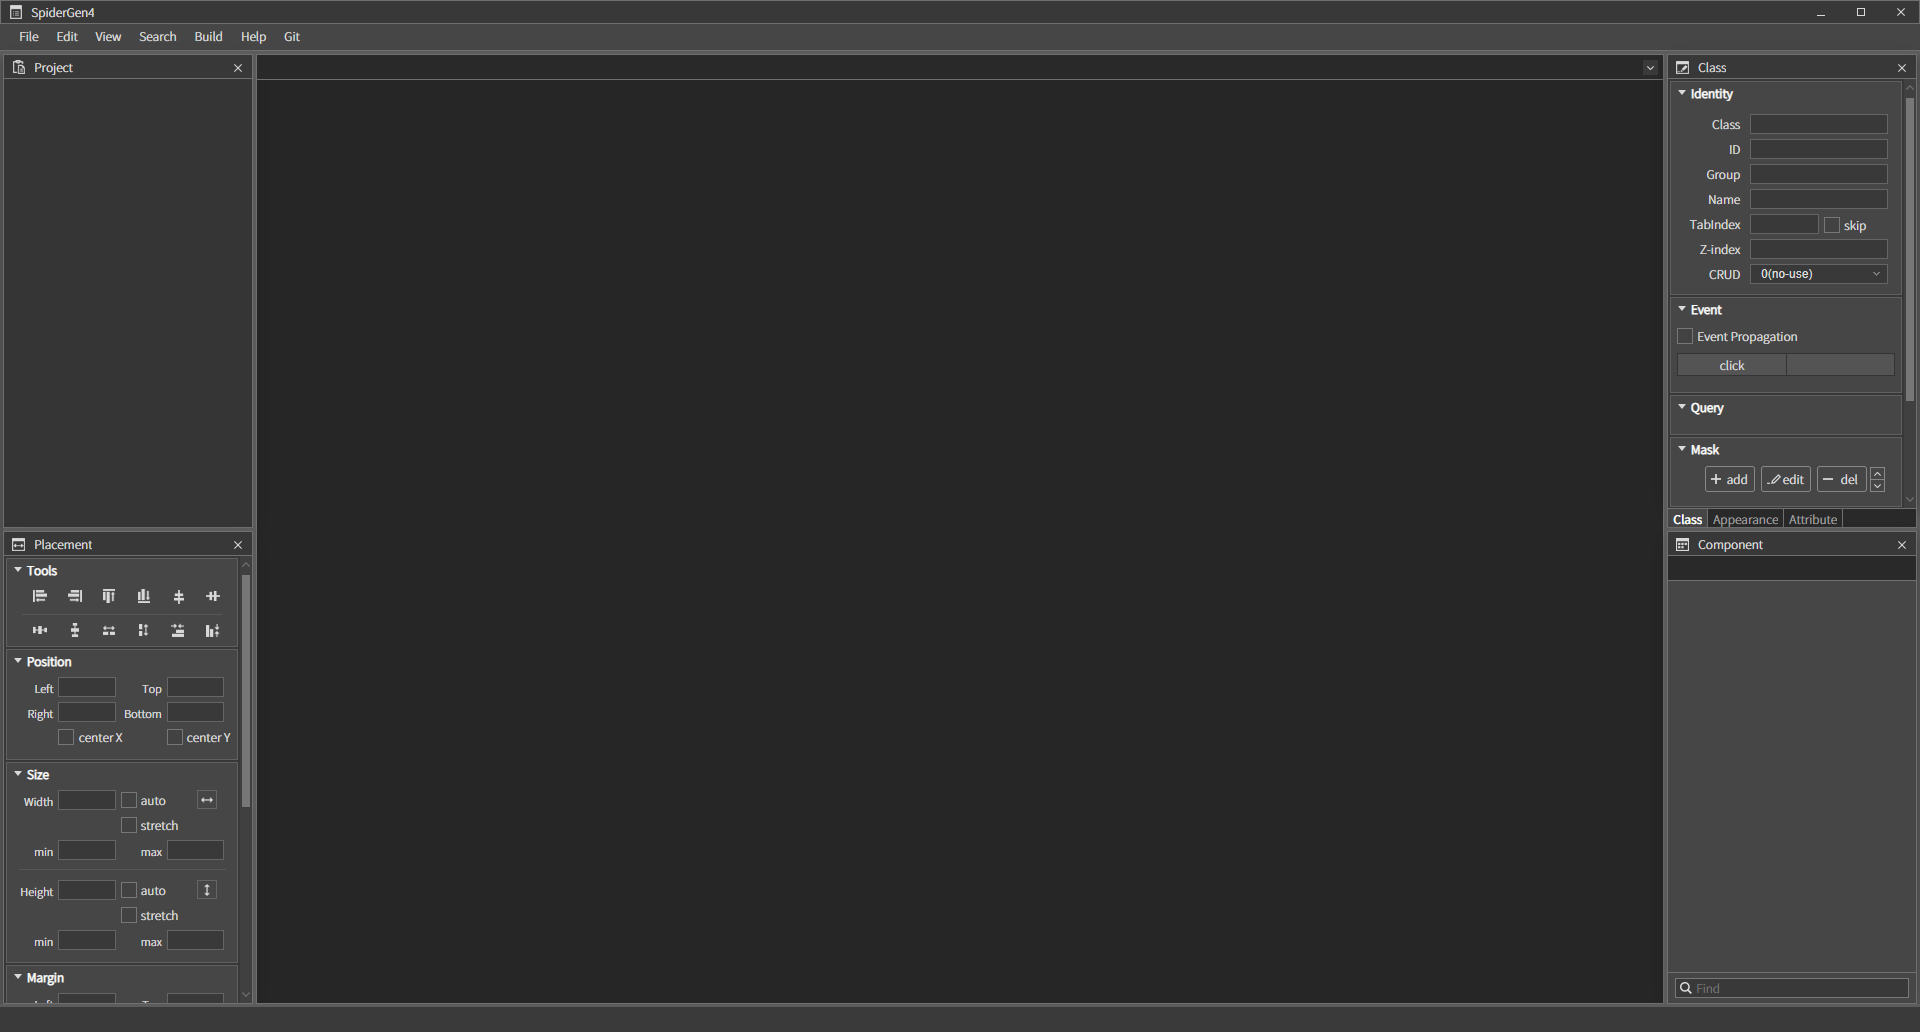 SpiderGen4
File Edit View Search Build Help Git
Project
Placement
Tools
Position
Left Top
Right Bottom
center X center Y
Size
Width auto
stretch
min max
Height auto
stretch
min max
Margin
Class
Identity
Class
ID
Group
Name
TabIndex skip
Z-index
CRUD 0(no-use)
Event
Event Propagation
click
Query
Mask
add edit del
Class Appearance Attribute
Component
Find